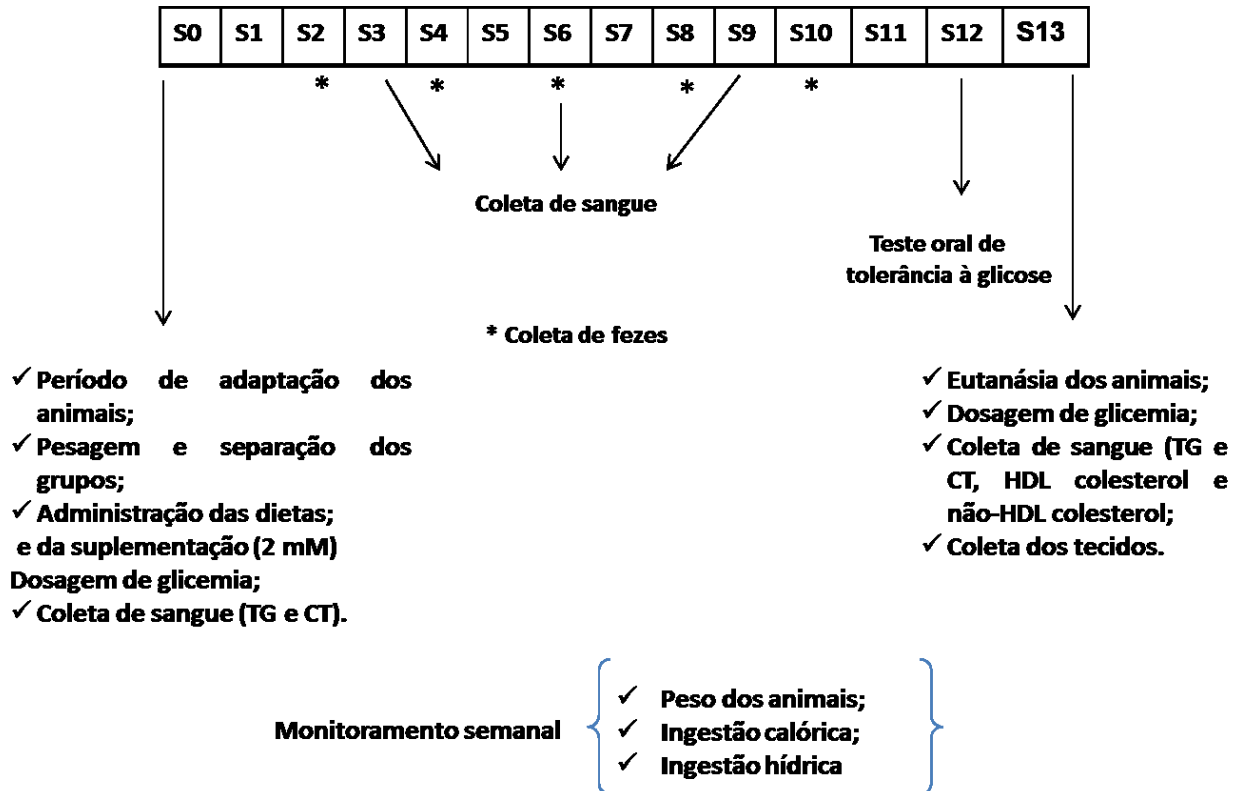 S0 S1 S2 S3 S4 S5 S6 S7 S8 S9 S10 S11 S12 S13
* * * * *
Coleta de sangue
Teste oral de
tolerância à glicose
* Coleta de fezes
✓ Período de adaptação dos
animais;
✓ Pesagem e separação dos
grupos;
✓ Administração das dietas;
e da suplementação (2 mM)
Dosagem de glicemia;
✓ Coleta de sangue (TG e CT).
✓ Eutanásia dos animais;
✓ Dosagem de glicemia;
✓ Coleta de sangue (TG e
CT, HDL colesterol e
não-HDL colesterol;
✓ Coleta dos tecidos.
Monitoramento semanal
✓ Peso dos animais;
✓ Ingestão calórica;
✓ Ingestão hídrica